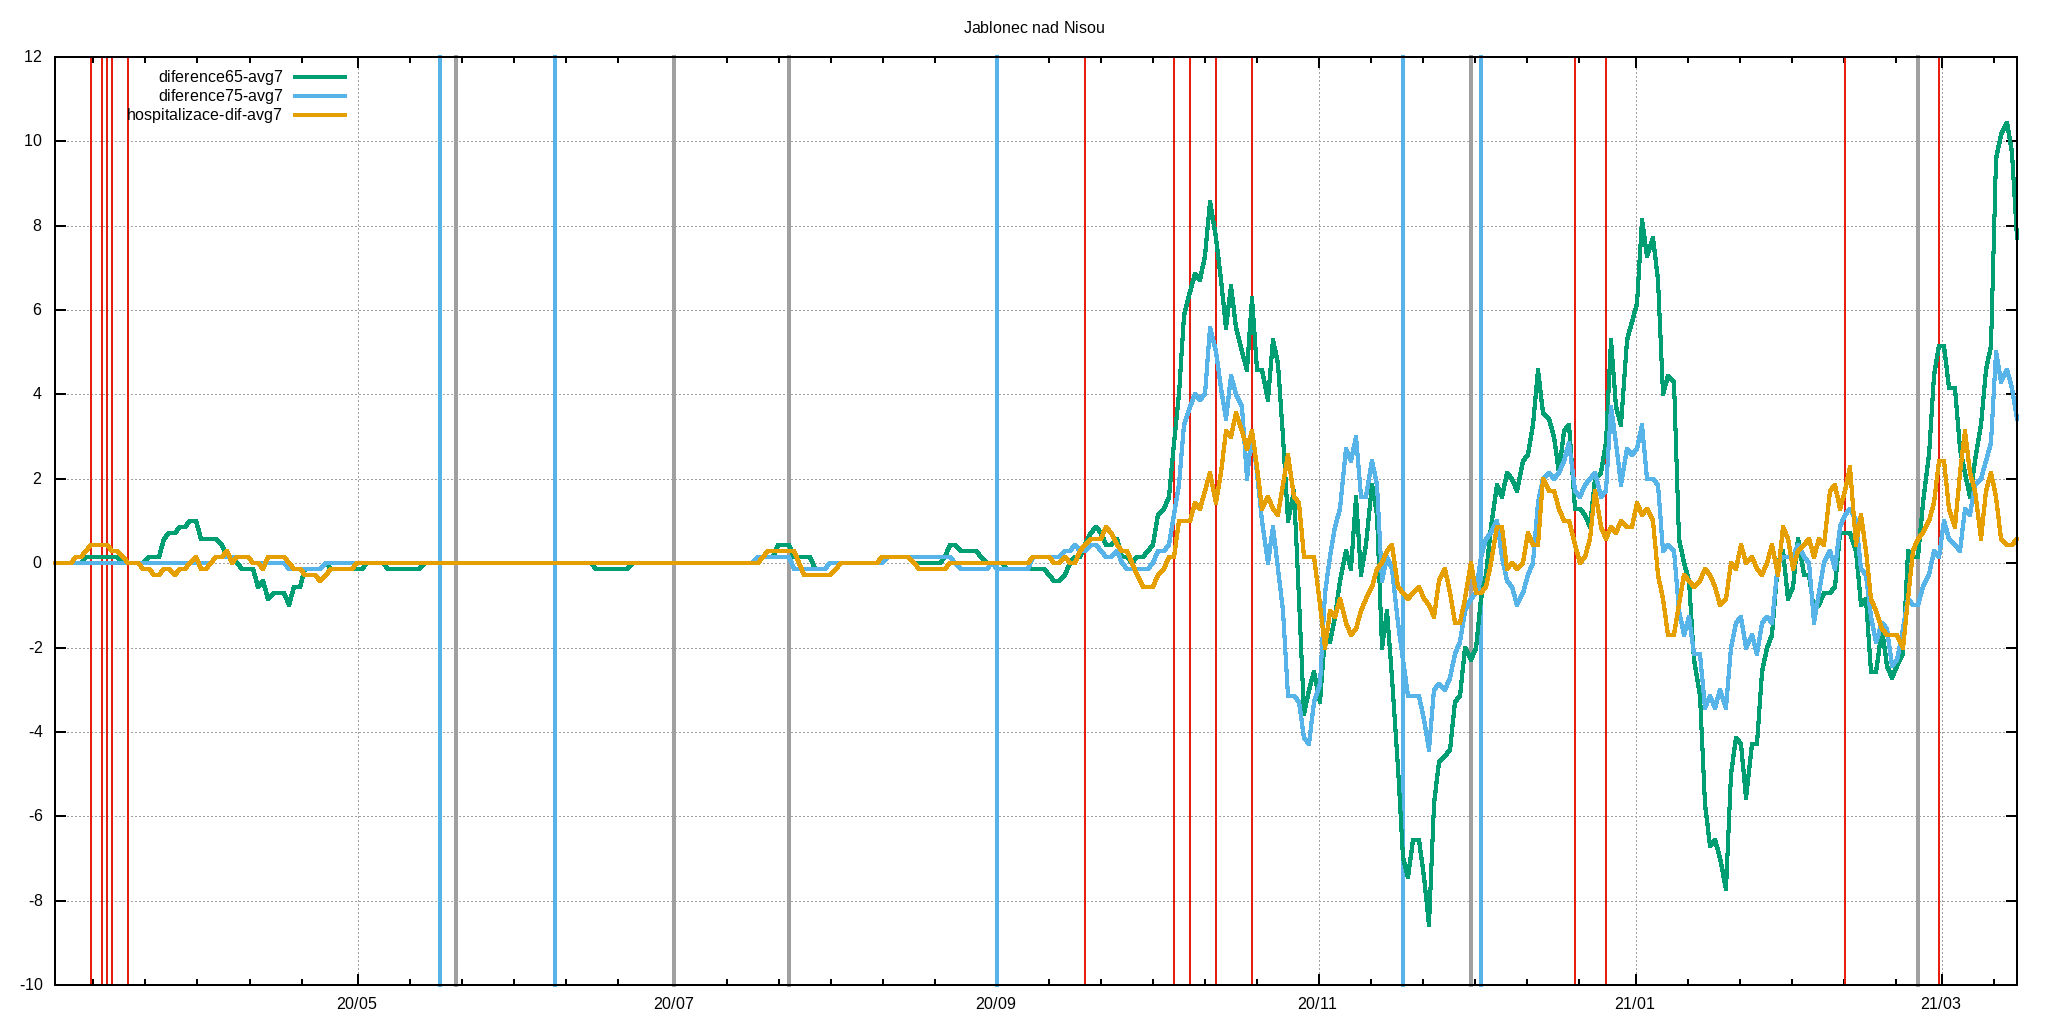 Jablonec nad Nisou
diference65-avg7
diference75-avg7
hospitalizace-dif-avg7
12
10
8
6
4
2
0
-2
-4
-6
-8
-10
20/05 20/07 20/09 20/11 21/01 21/03